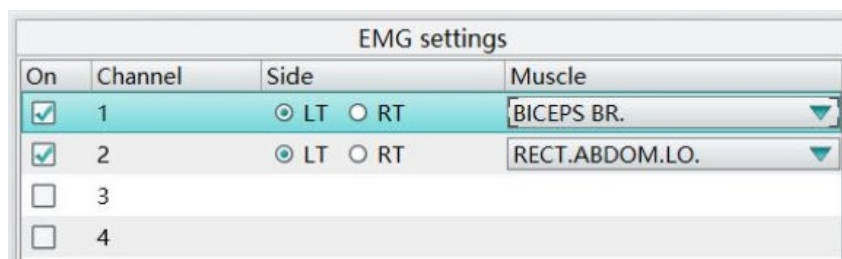 EMG settings
On Channel Side Muscle
1 LT RT BICEPS BR.
2 LT RT RECT.ABDOM.LO.
3
4